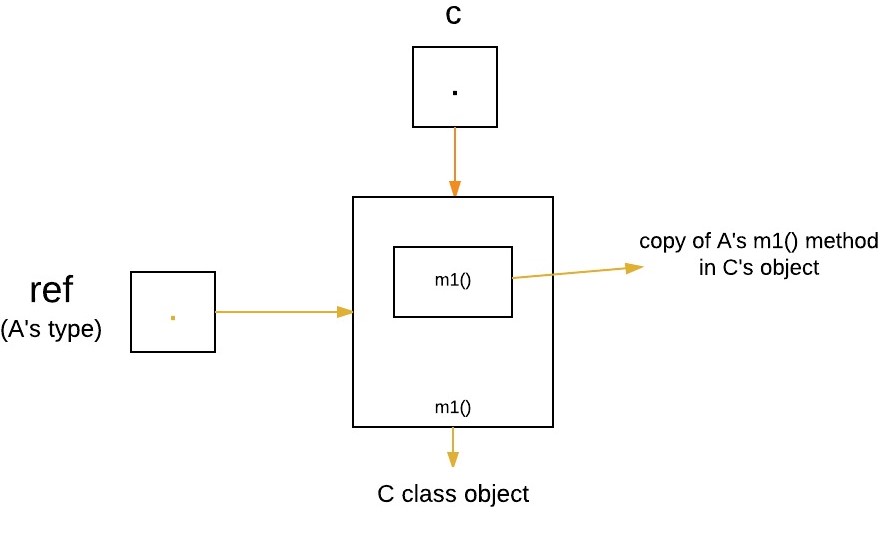 c
m1()
copy of A's m1() method
in C's object
ref
(A's type)
m1()
C class object